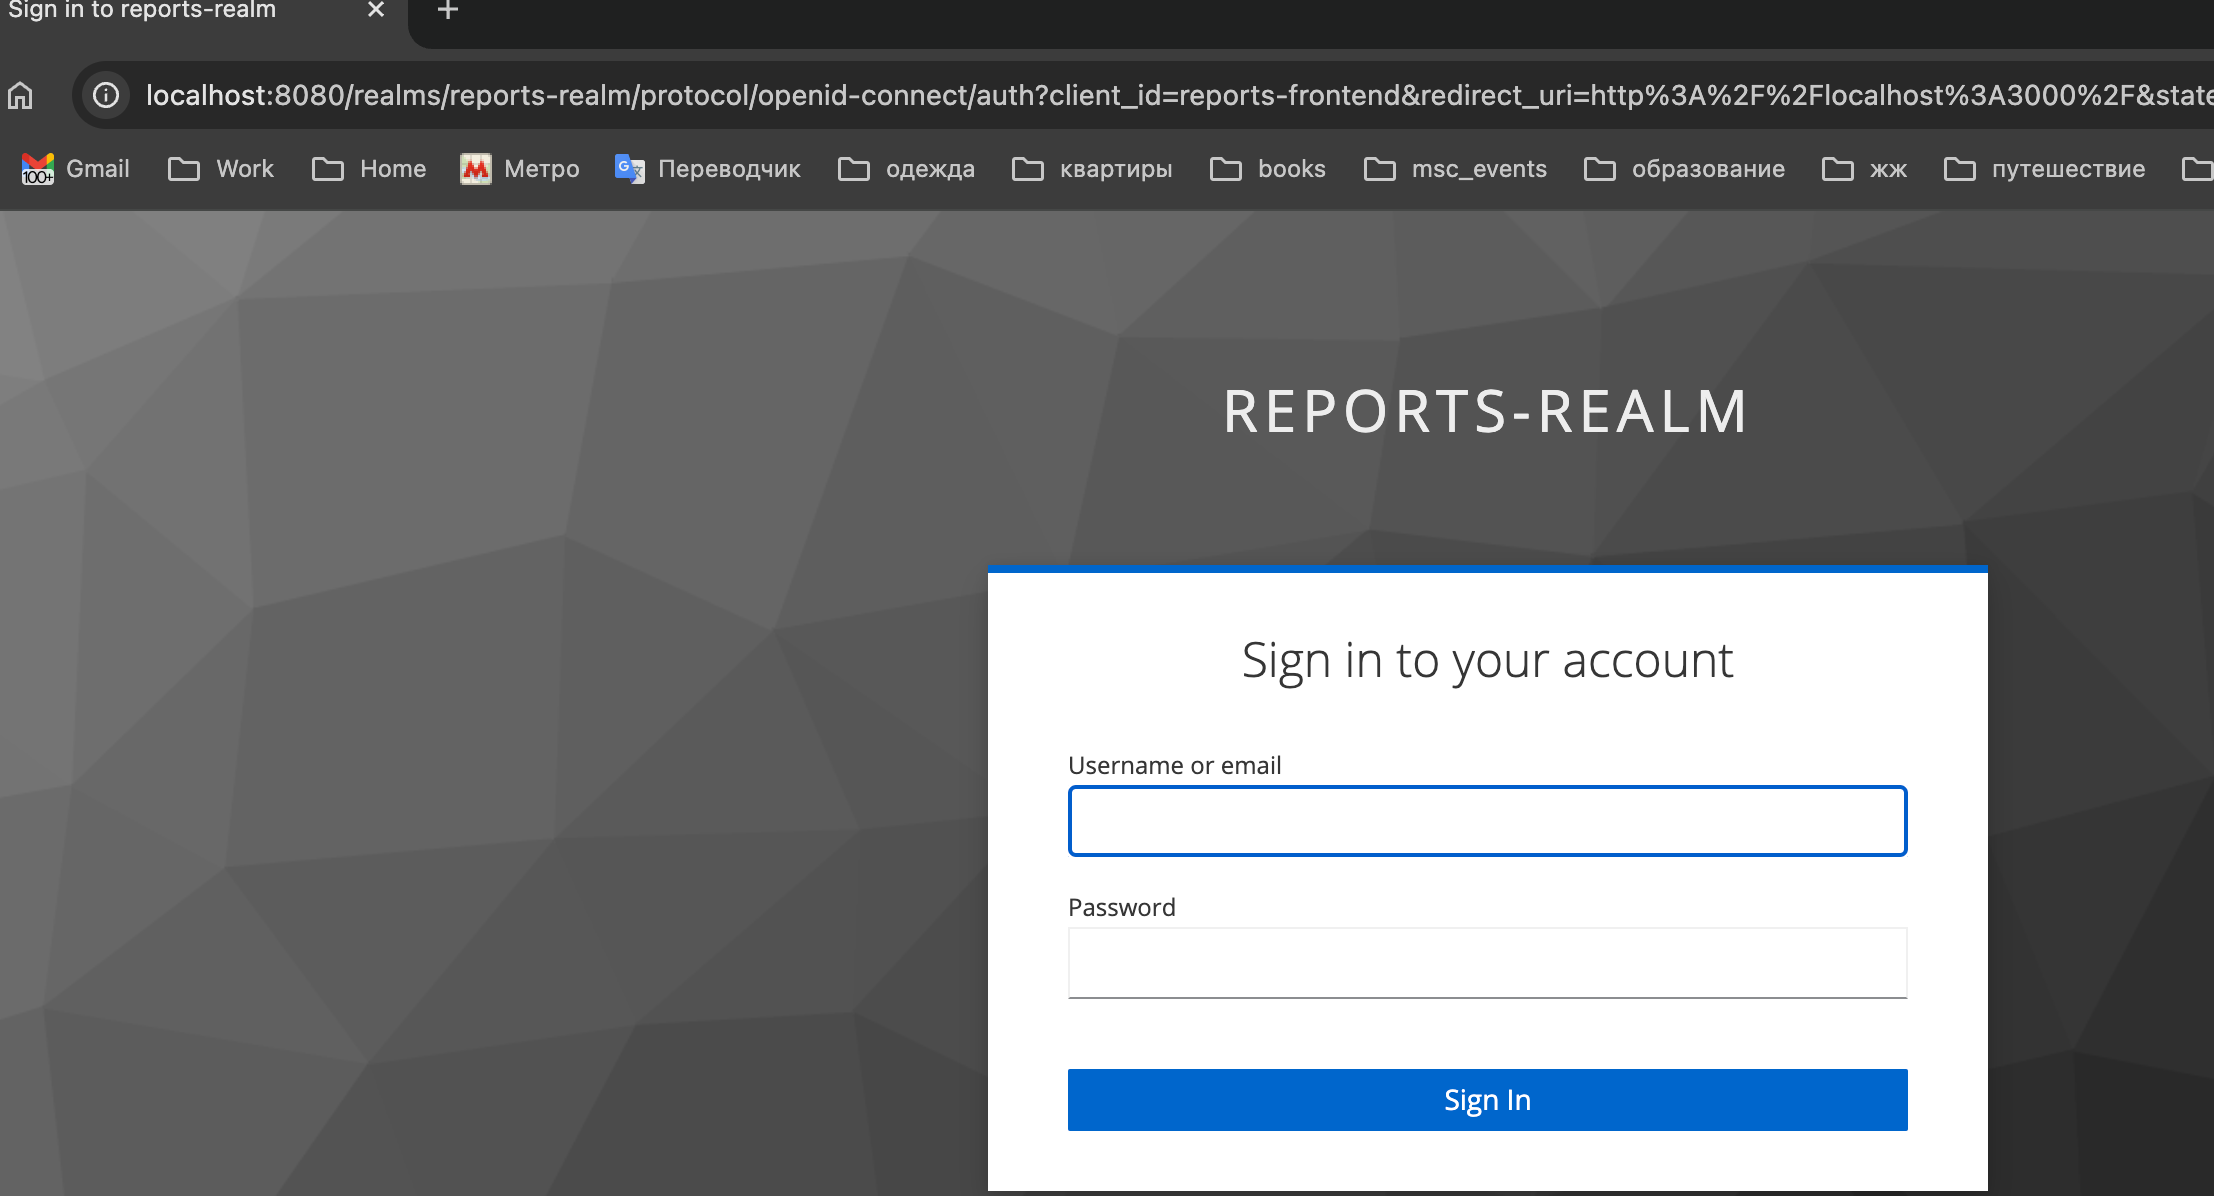 Sign in to reports-realm
localhost:8080/realms/reports-realm/protocol/openid-connect/auth?client_id=reports-frontend&redirect_uri=http%3A%2F%2Flocalhost%3A3000%2F&state
100+ Gmail Work Home Метро Переводчик одежда квартиры books msc_events образование жж путешествие
REPORTS-REALM
Sign in to your account
Username or email
Password
Sign In